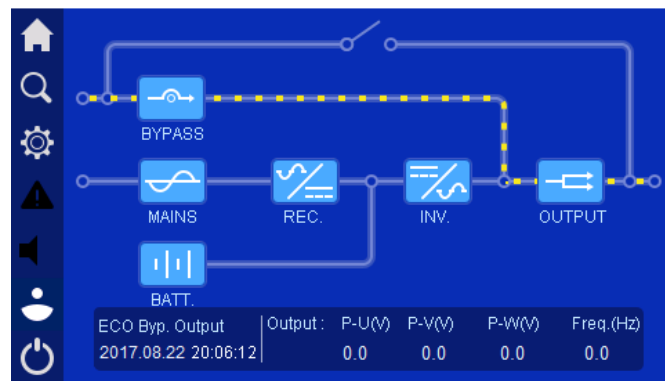 BYPASS
MAINS
REC.
INV.
OUTPUT
BATT.
ECO Byp. Output
2017.08.22 20:06:12
Output : P-U(V) P-V(V) P-W(V) Freq.(Hz)
0.0 0.0 0.0 0.0